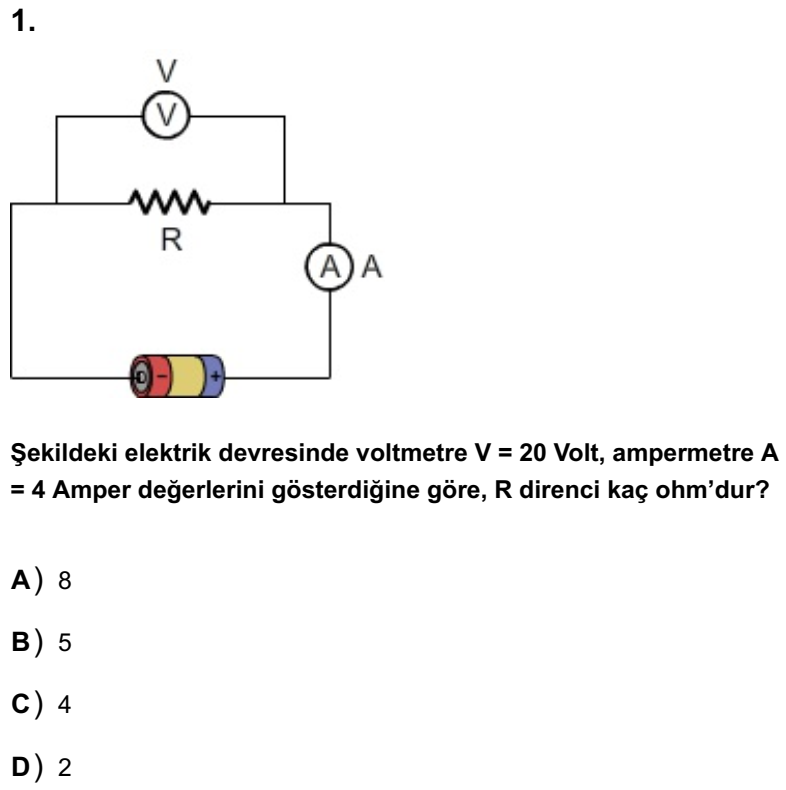 1.
V
V
R
A A
- +
Şekildeki elektrik devresinde voltmetre V = 20 Volt, ampermetre A
= 4 Amper değerlerini gösterdiğine göre, R direnci kaç ohm’dur?
A) 8
B) 5
C) 4
D) 2